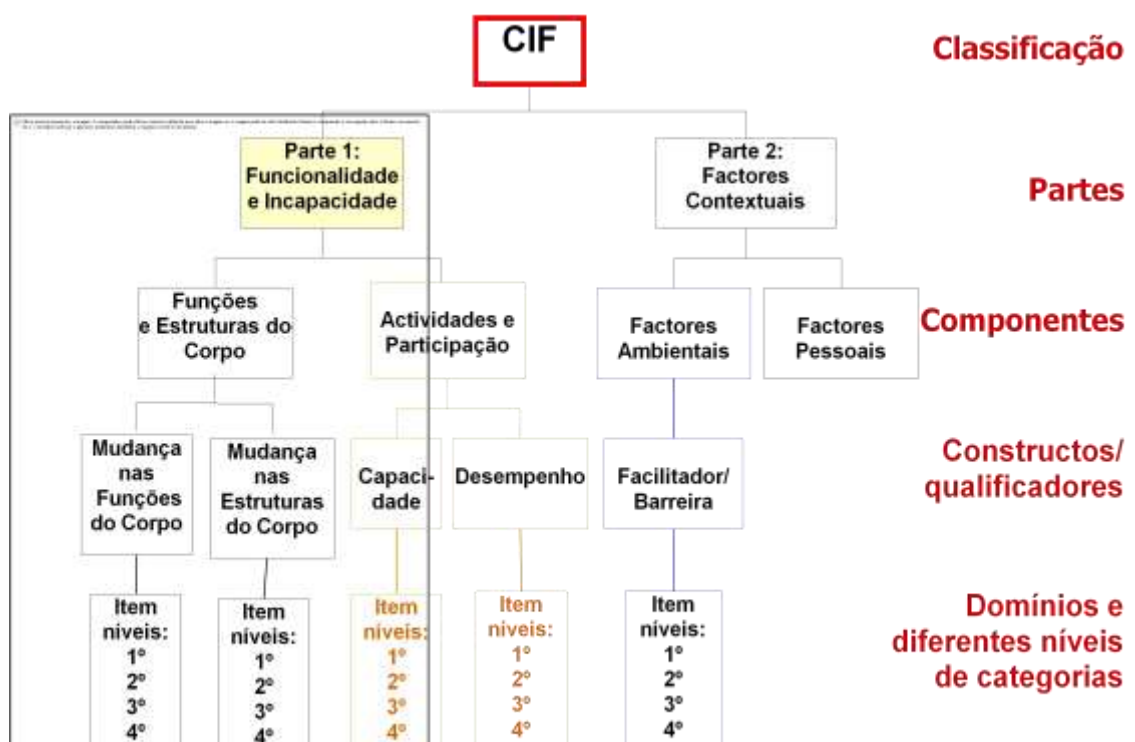 CIF
Classificação
Parte 1:
Funcionalidade
e Incapacidade
Parte 2:
Factores
Contextuais
Partes
Funções
e Estruturas do
Corpo
Actividades e
Participação
Factores
Ambientais
Factores
Pessoais
Componentes
Mudança
nas
Funções
do Corpo
Mudança
nas
Estruturas
do Corpo
Capaci-
dade
Desempenho
Facilitador/
Barreira
Constructos/
qualificadores
Item
níveis:
1º
2º
3º
4º
Item
níveis:
1º
2º
3º
4º
Item
níveis:
1º
2º
3º
4º
Item
níveis:
1º
2º
3º
4º
Item
níveis:
1º
2º
3º
4º
Domínios e
diferentes níveis
de categorias